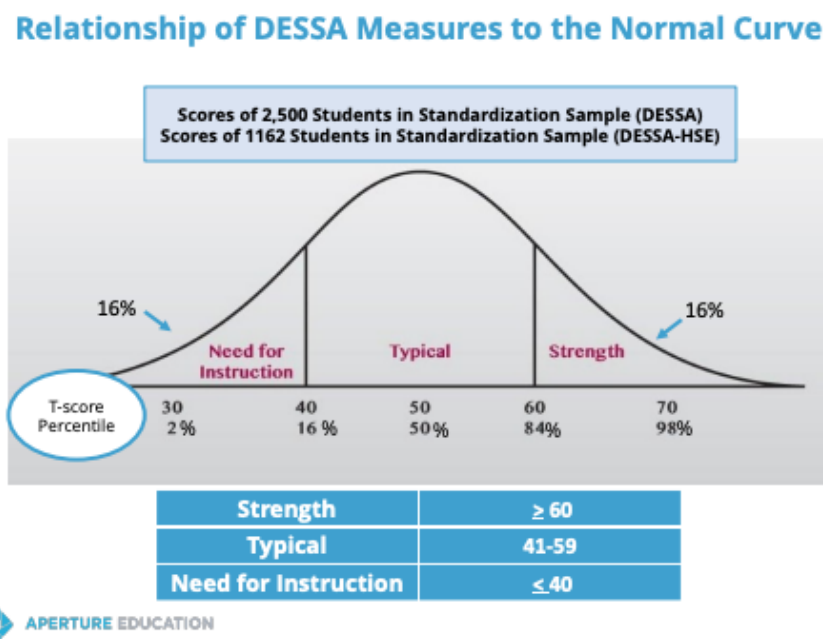 Relationship of DESSA Measures to the Normal Curve
Scores of 2,500 Students in Standardization Sample (DESSA)
Scores of 1162 Students in Standardization Sample (DESSA-HSE)
16%
16%
Need for
Instruction
Typical
Strength
T-score
Percentile
30 40 50 60 70
2% 16 % 50% 84% 98%
Strength ≥ 60
Typical 41-59
Need for Instruction ≤ 40
APERTURE EDUCATION